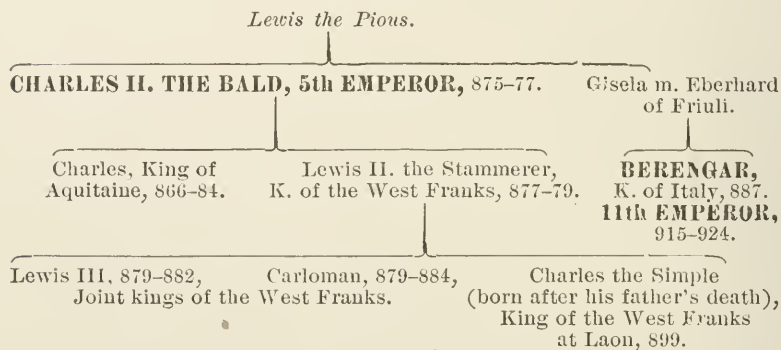 Lewis the Pious.
CHARLES II. THE BALD, 5th EMPEROR, 875–77.
Gisela m. Eberhard
of Friuli.
Charles, King of
Aquitaine, 866–84.
Lewis II. the Stammerer,
K. of the West Franks, 877–79.
BERENGAR,
K. of Italy, 887.
11th EMPEROR,
915–924.
Lewis III, 879–882,
Carloman, 879–884,
Joint kings of the West Franks.
Charles the Simple
(born after his father's death),
King of the West Franks
at Laon, 899.